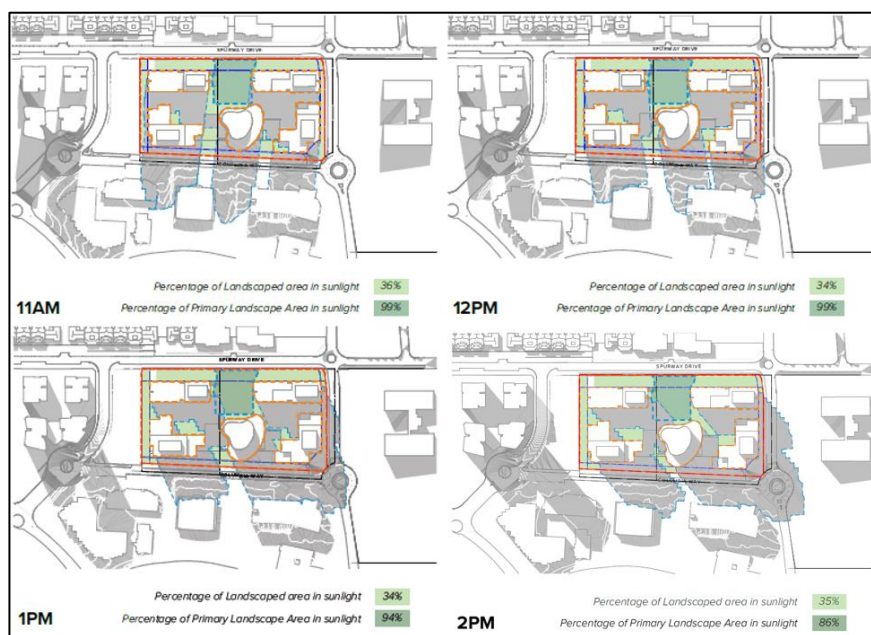 SPURWAY DRIVE
SPURWAY DRIVE
Percentage of Landscaped area in sunlight 36%
11AM Percentage of Primary Landscape Area in sunlight 99%
Percentage of Landscaped area in sunlight 34%
12PM Percentage of Primary Landscape Area in sunlight 99%
SPURWAY DRIVE
SPURWAY DRIVE
Percentage of Landscaped area in sunlight 34%
1PM Percentage of Primary Landscape Area in sunlight 94%
Percentage of Landscaped area in sunlight 35%
2PM Percentage of Primary Landscape Area in sunlight 86%